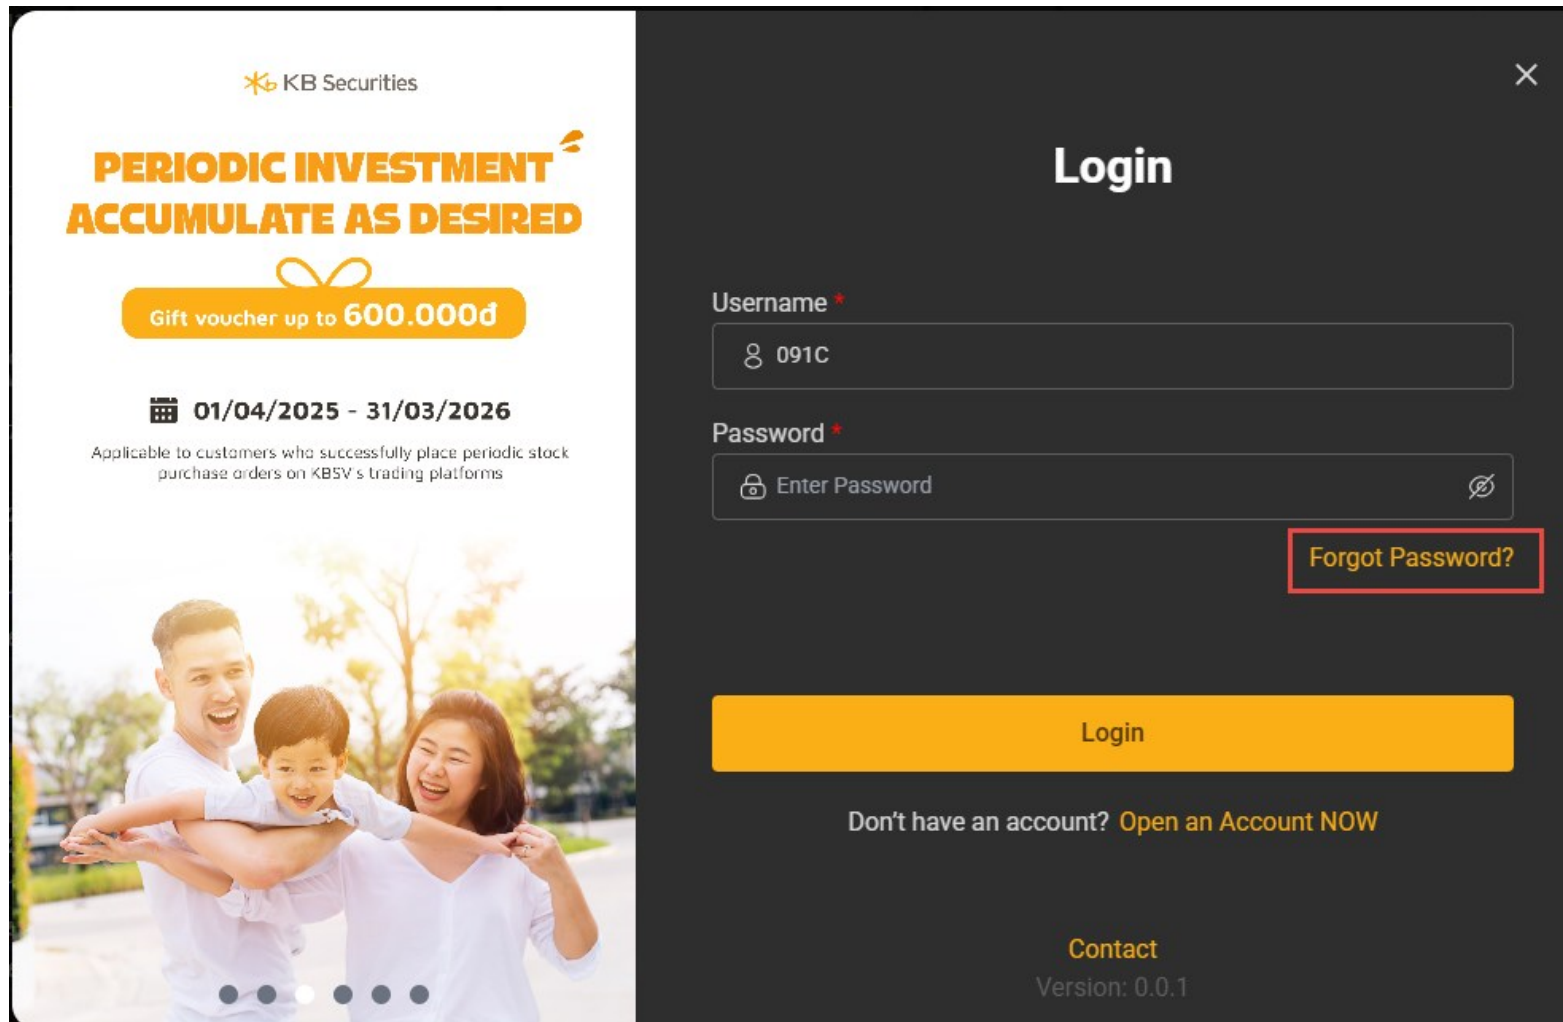 KB Securities
PERIODIC INVESTMENT
ACCUMULATE AS DESIRED
Gift voucher up to 600.000đ
01/04/2025 - 31/03/2026
Applicable to customers who successfully place periodic stock
purchase orders on KBSV's trading platforms
Login
Username *
091C
Password *
Enter Password
Forgot Password?
Login
Don't have an account? Open an Account NOW
Contact
Version: 0.0.1